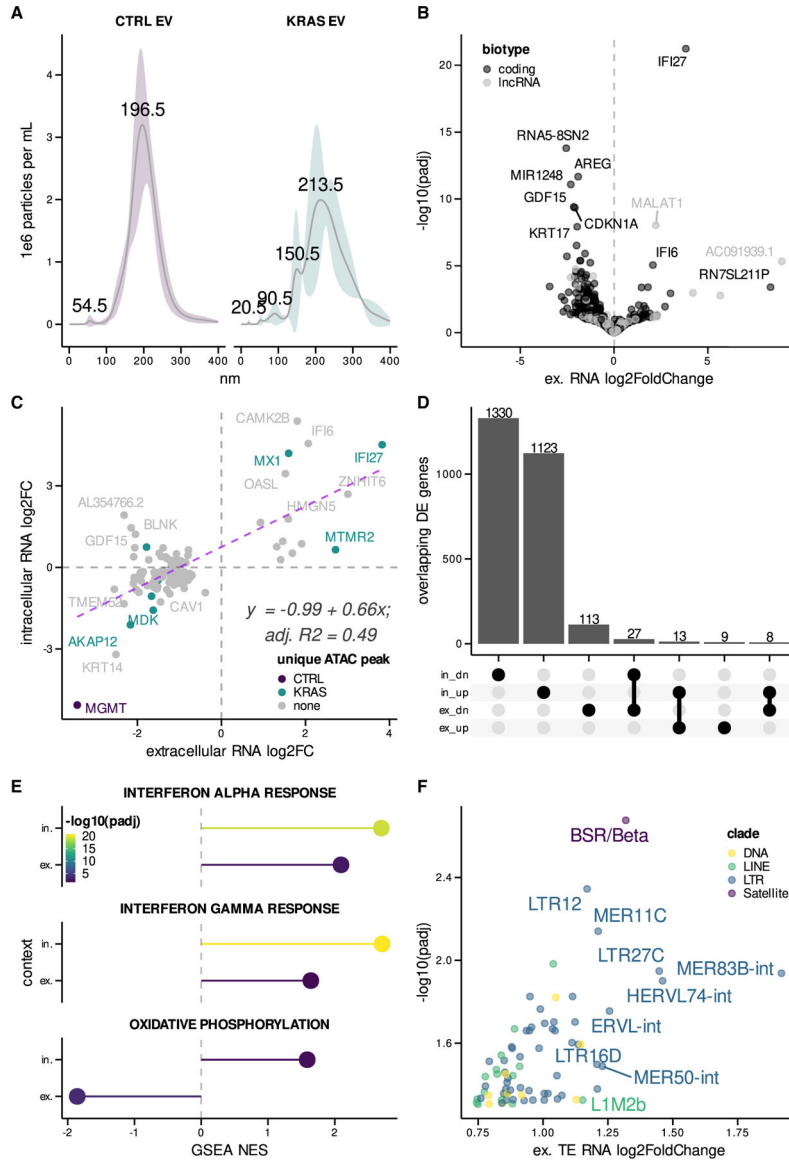 A
CTRL EV
KRAS EV
1e6 particles per mL
4
3
2
1
0
196.5
54.5
213.5
150.5
90.5
20.5
0 100 200 300 400
0 100 200 300 400
nm
B
biotype
coding
lncRNA
-log10(padj)
20
15
10
5
0
IFI27
RNA5-8SN2
AREG
MIR1248
GDF15
MALAT1
CDKN1A
KRT17
IFI6
AC091939.1
RN7SL211P
-5 0 5
ex. RNA log2FoldChange
C
intracellular RNA log2FC
3
0
-3
CAMK2B
IFI6
MX1
IFI27
OASL
ZNHIT6
AL354766.2
HMGN5
BLNK
GDF15
MTMR2
TMEM52
CAV1
MDK
AKAP12
KRT14
MGMT
y = -0.99 + 0.66x;
adj. R2 = 0.49
unique ATAC peak
CTRL
KRAS
none
-2 0 2 4
extracellular RNA log2FC
D
overlapping DE genes
1000
500
0
1330
1123
113
27
13
9
8
in_dn
in_up
ex_dn
ex_up
E
INTERFERON ALPHA RESPONSE
-log10(padj)
20
15
10
5
in.
ex.
INTERFERON GAMMA RESPONSE
context
in.
ex.
OXIDATIVE PHOSPHORYLATION
in.
ex.
-2 -1 0 1 2
GSEA NES
F
-log10(padj)
2.4
2.0
1.6
BSR/Beta
clade
DNA
LINE
LTR
Satellite
LTR12
MER11C
LTR27C
MER83B-int
HERVL74-int
ERVL-int
LTR16D
MER50-int
L1M2b
0.75 1.00 1.25 1.50 1.75
ex. TE RNA log2FoldChange